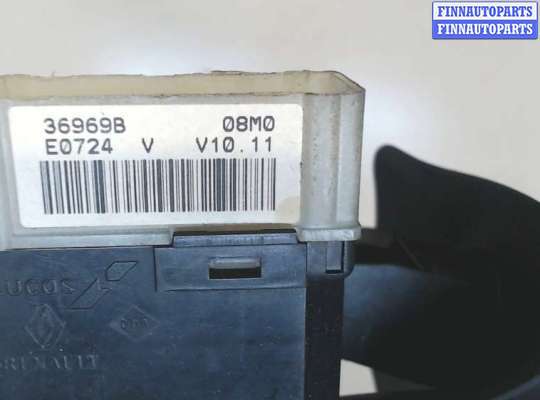 FINNAUTOPARTS
FINNAUTOPARTS
36969B 08M0
E0724 V V10.11
RENAULT